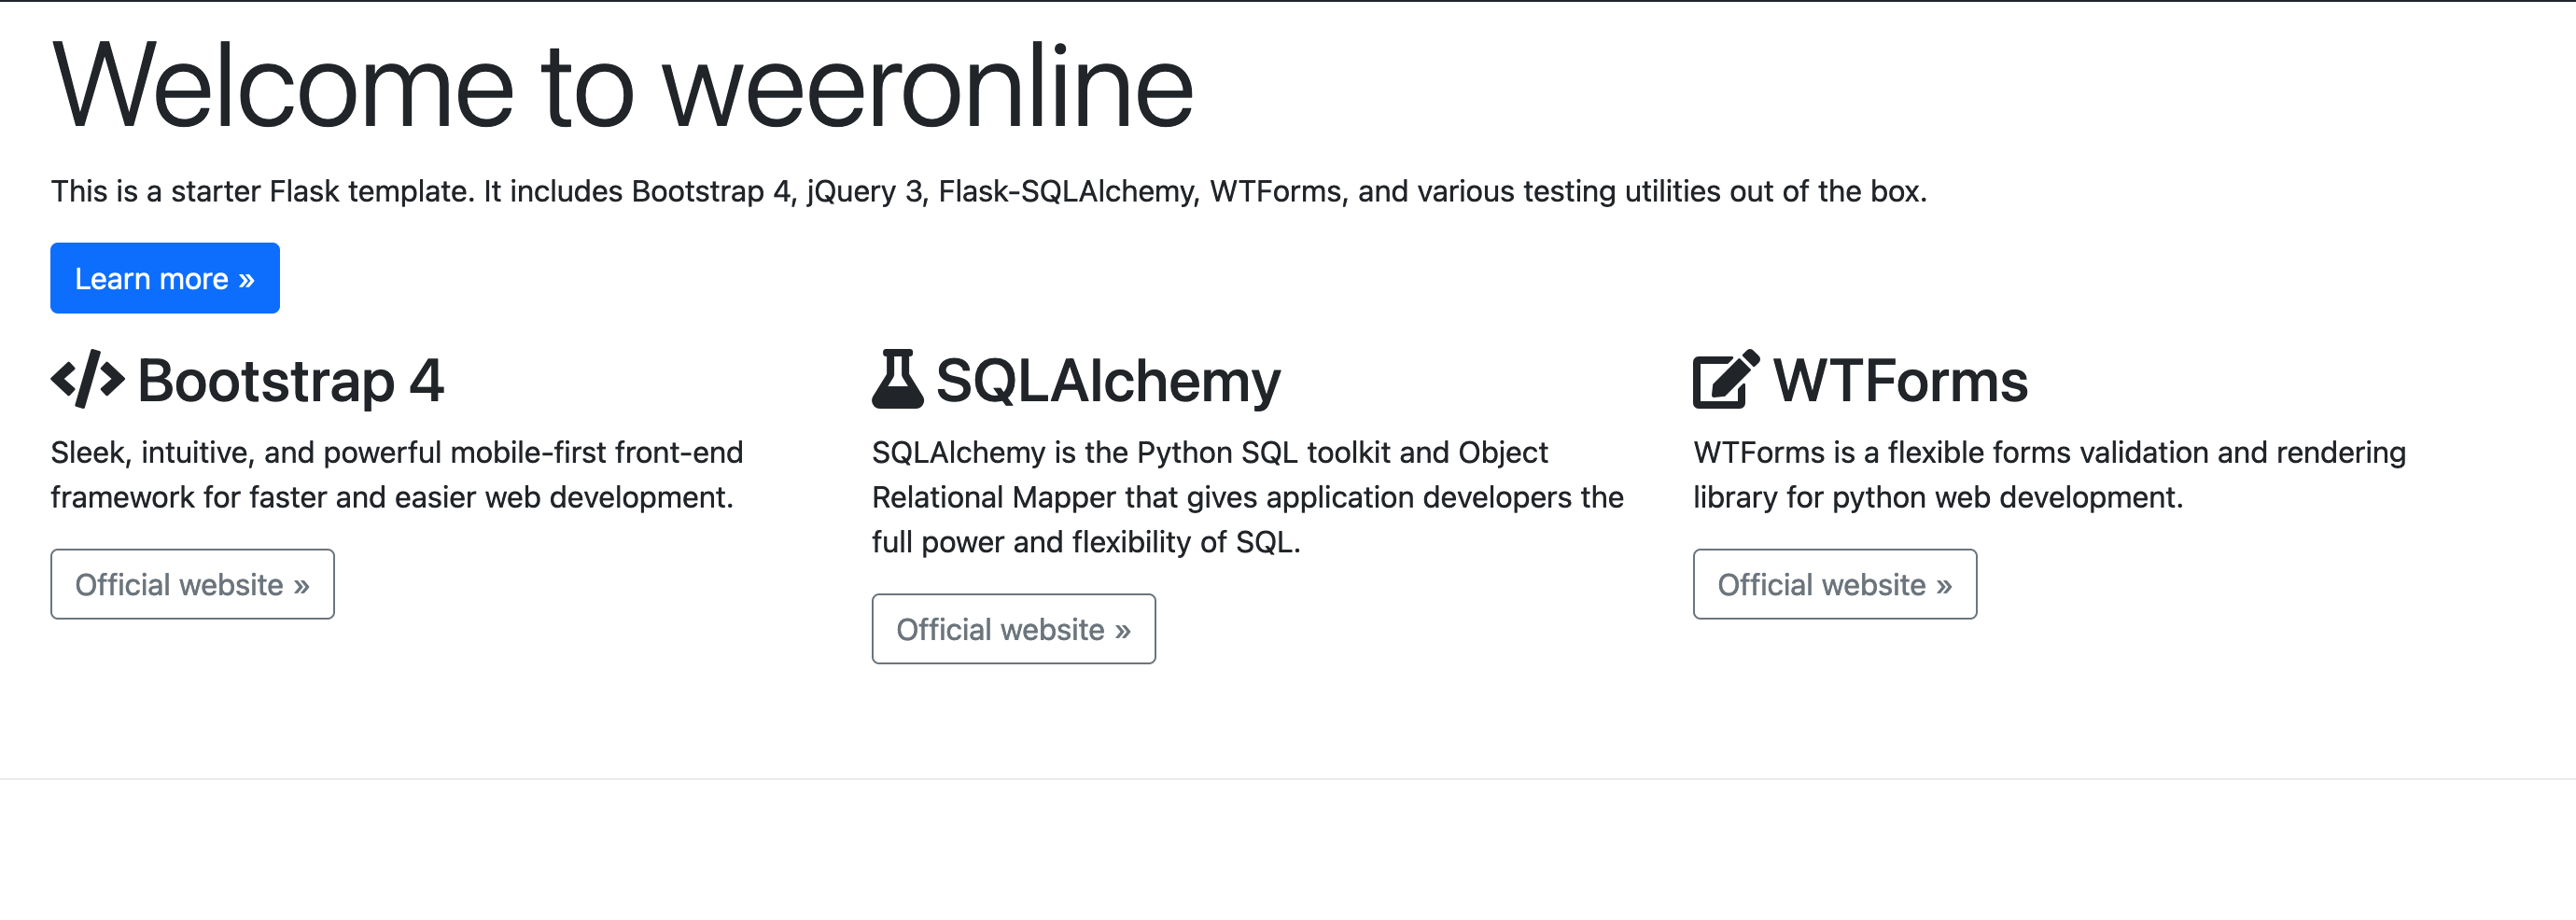 Welcome to weeronline
This is a starter Flask template. It includes Bootstrap 4, jQuery 3, Flask-SQLAlchemy, WTForms, and various testing utilities out of the box.
Learn more »
Bootstrap 4
Sleek, intuitive, and powerful mobile-first front-end
framework for faster and easier web development.
Official website »
SQLAlchemy
SQLAlchemy is the Python SQL toolkit and Object
Relational Mapper that gives application developers the
full power and flexibility of SQL.
Official website »
WTForms
WTForms is a flexible forms validation and rendering
library for python web development.
Official website »